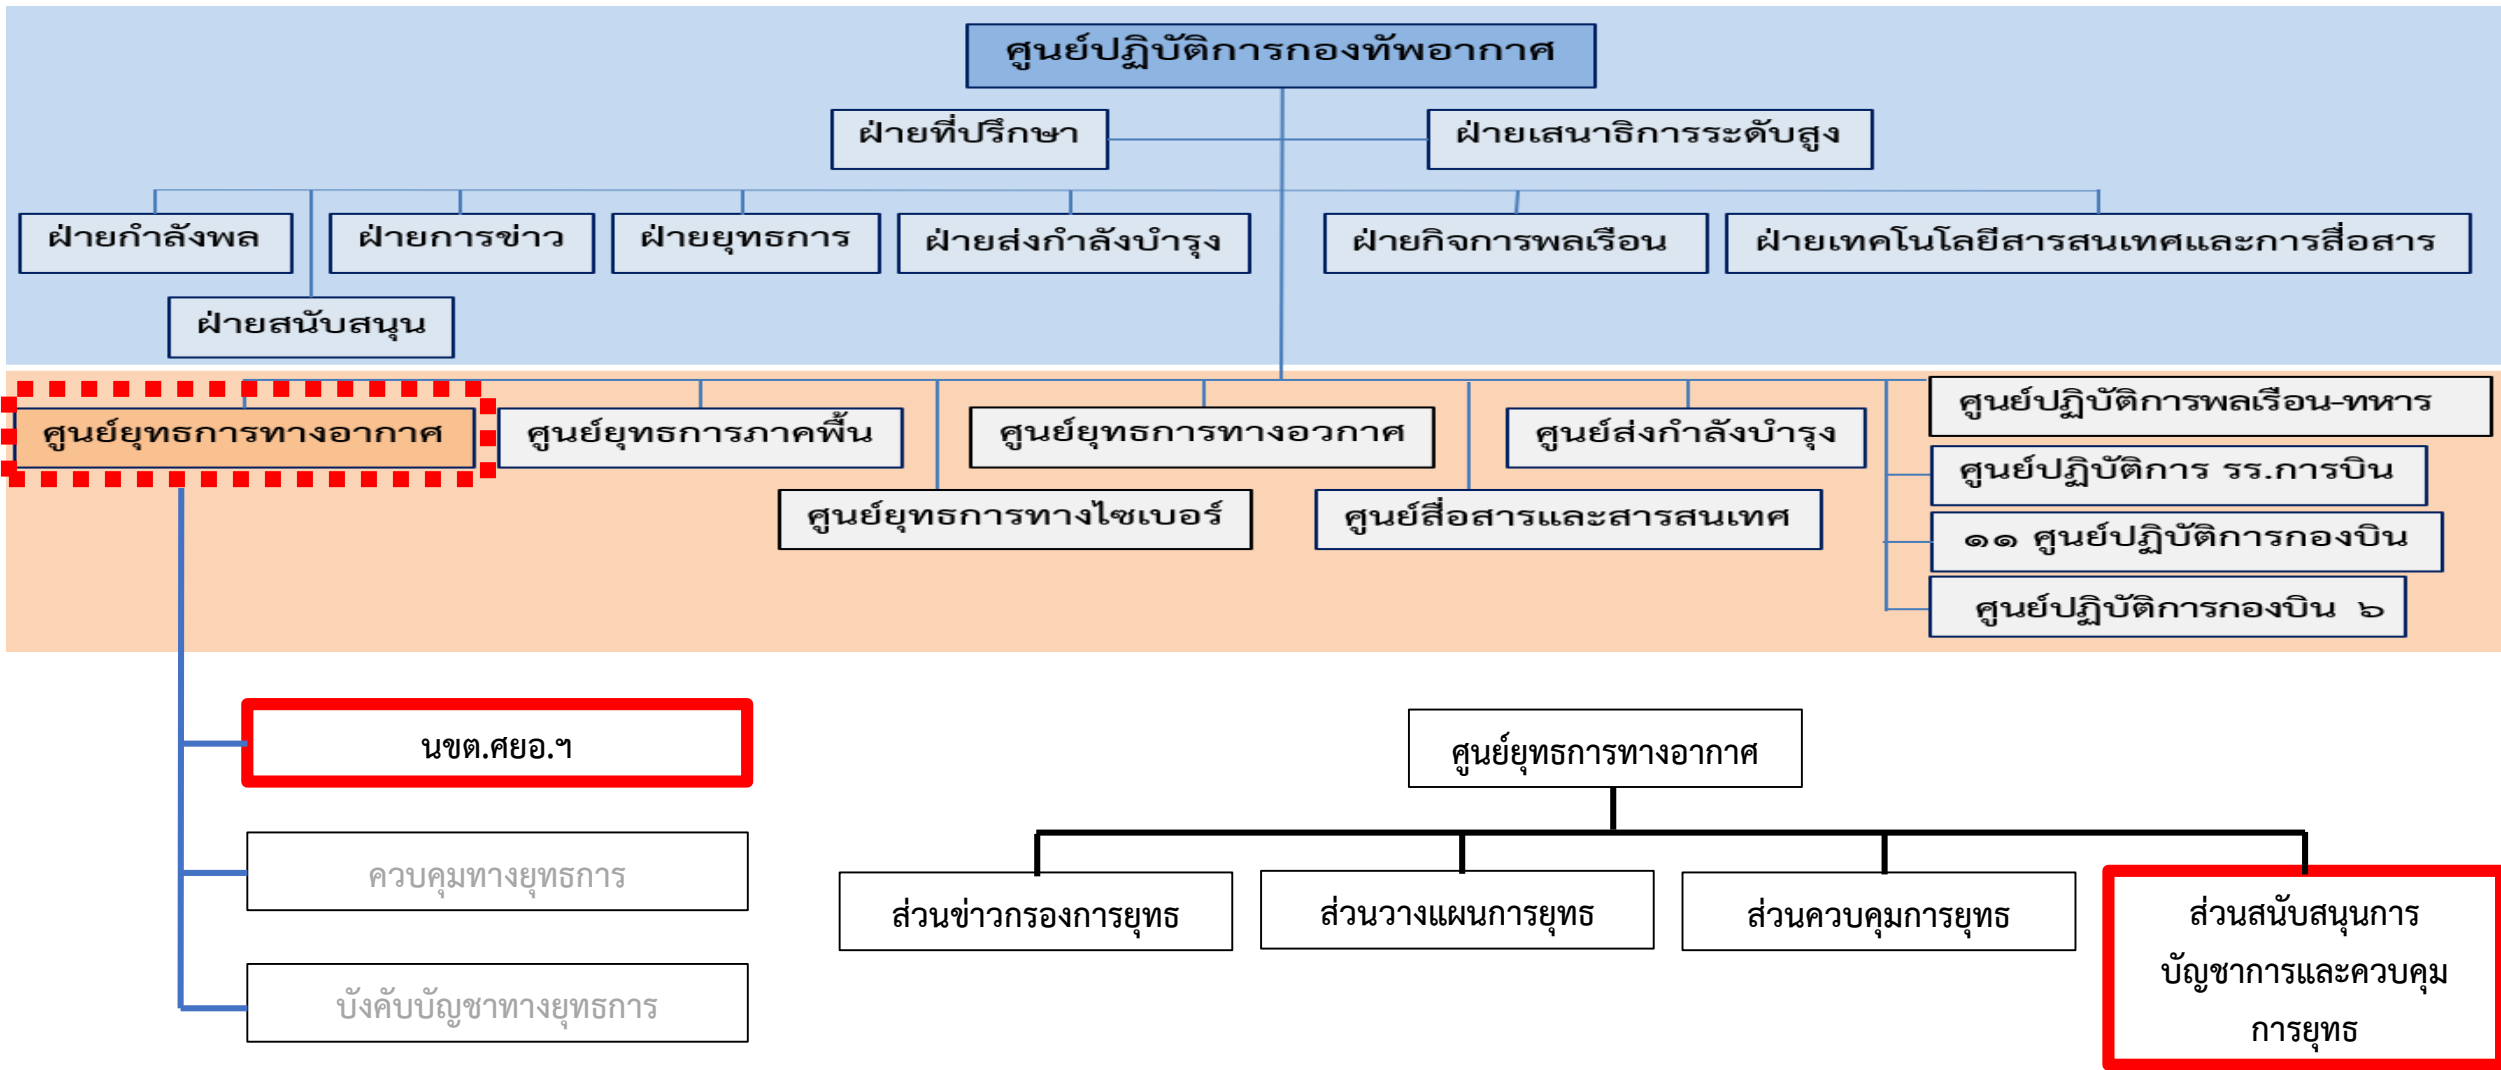 ศูนย์ปฏิบัติการกองทัพอากาศ
ฝ่ายที่ปรึกษา
ฝ่ายเสนาธิการระดับสูง
ฝ่ายกำลังพล
ฝ่ายการข่าว
ฝ่ายยุทธการ
ฝ่ายส่งกำลังบำรุง
ฝ่ายกิจการพลเรือน
ฝ่ายเทคโนโลยีสารสนเทศและการสื่อสาร
ฝ่ายสนับสนุน
ศูนย์ยุทธการทางอากาศ
ศูนย์ยุทธการภาคพื้น
ศูนย์ยุทธการทางอวกาศ
ศูนย์ส่งกำลังบำรุง
ศูนย์ปฏิบัติการพลเรือน-ทหาร
ศูนย์ปฏิบัติการ รร.การบิน
ศูนย์ยุทธการทางไซเบอร์
ศูนย์สื่อสารและสารสนเทศ
๑๑ ศูนย์ปฏิบัติการกองบิน
ศูนย์ปฏิบัติการกองบิน ๖
นขต.ศยอ.ฯ
ควบคุมทางยุทธการ
บังคับบัญชาทางยุทธการ
ศูนย์ยุทธการทางอากาศ
ส่วนข่าวกรองการยุทธ
ส่วนวางแผนการยุทธ
ส่วนควบคุมการยุทธ
ส่วนสนับสนุนการ
บัญชาการและควบคุม
การยุทธ